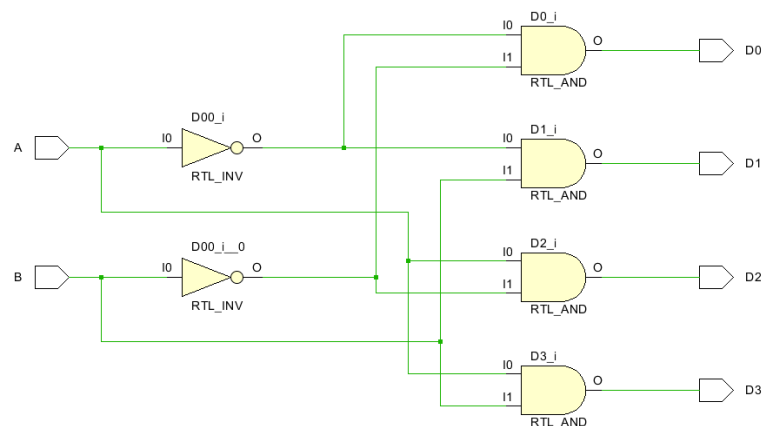 D0_i
I0
O
D0
I1
RTL_AND
D00_i
D1_i
A
I0
O
I0
O
D1
RTL_INV
I1
RTL_AND
D00_i__0
D2_i
B
I0
O
I0
O
D2
RTL_INV
I1
RTL_AND
D3_i
I0
O
D3
I1
RTL_AND